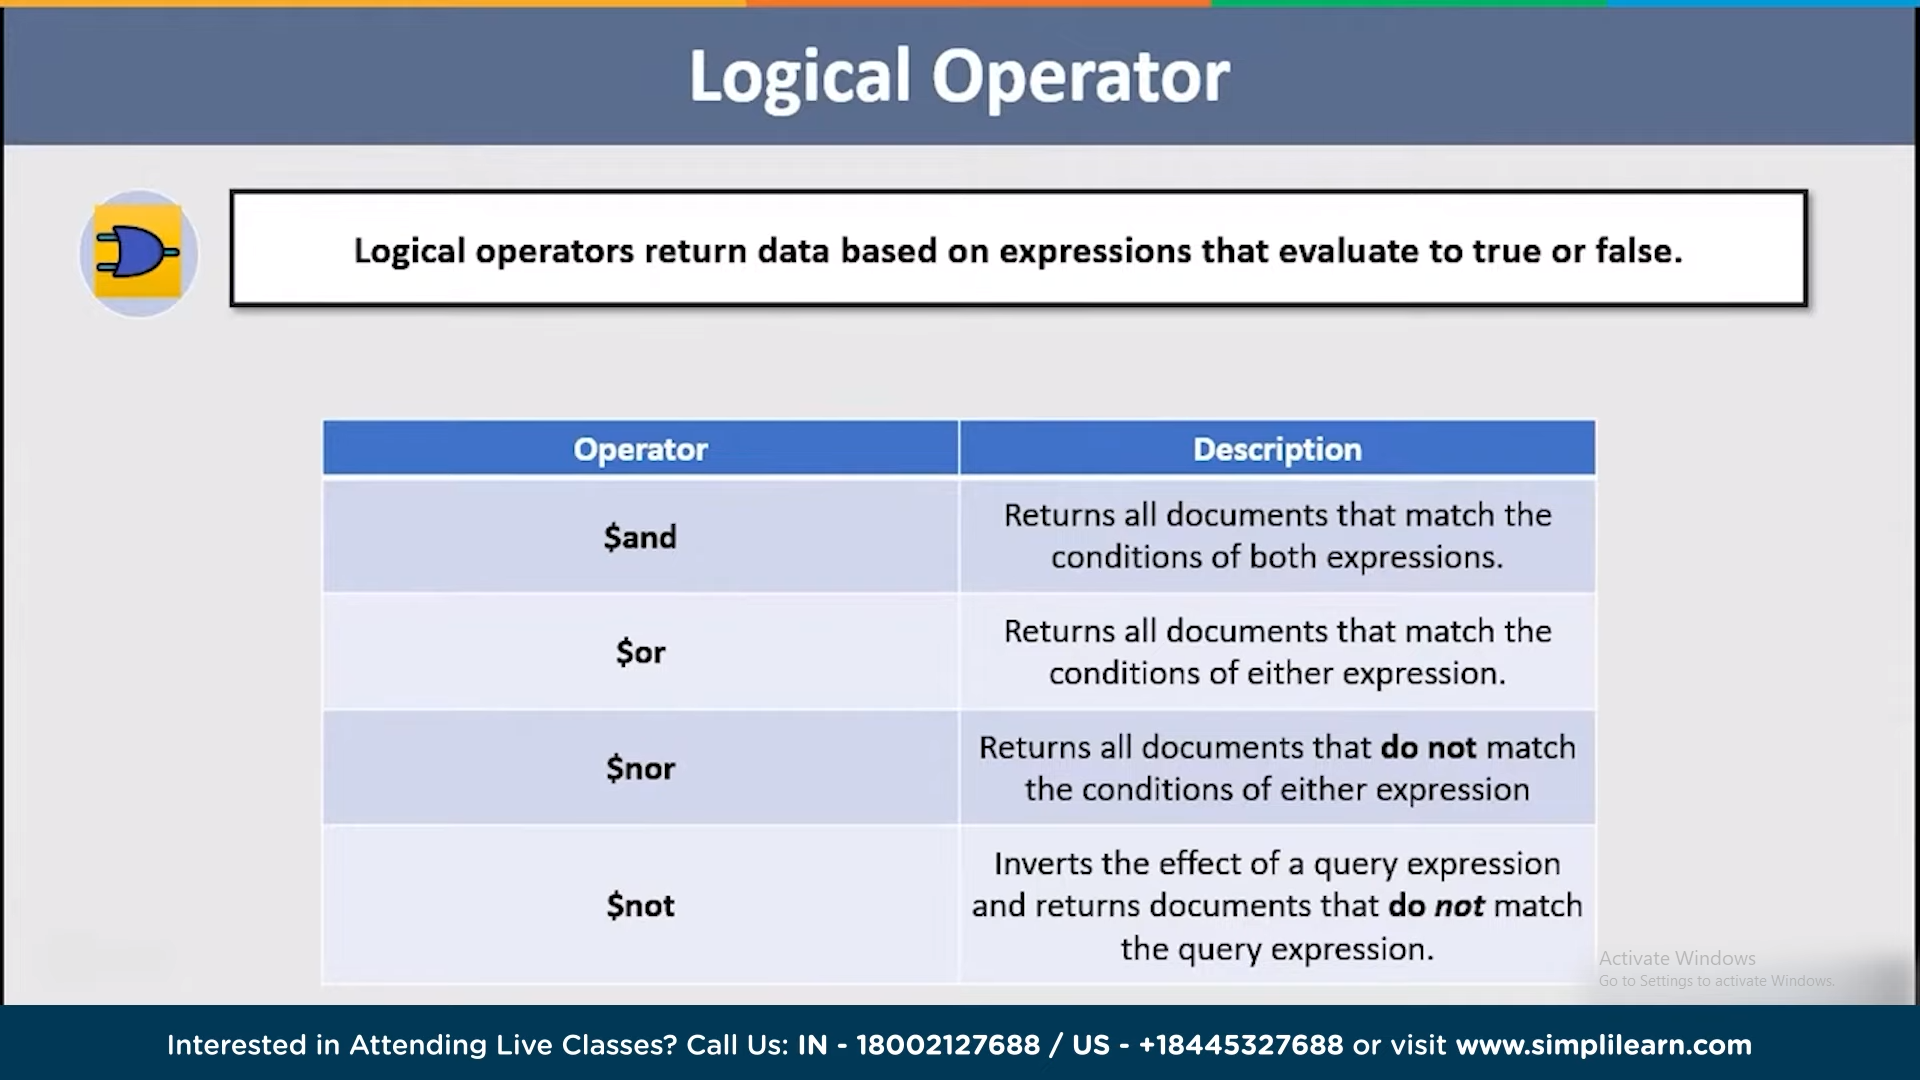 Logical Operator
Logical operators return data based on expressions that evaluate to true or false.
Operator
Description
$and
Returns all documents that match the
conditions of both expressions.
$or
Returns all documents that match the
conditions of either expression.
$nor
Returns all documents that do not match
the conditions of either expression
$not
Inverts the effect of a query expression
and returns documents that do not match
the query expression.
Activate Windows
Go to Settings to activate Windows.
Interested in Attending Live Classes? Call Us: IN - 18002127688 / US - +18445327688 or visit www.simplilearn.com